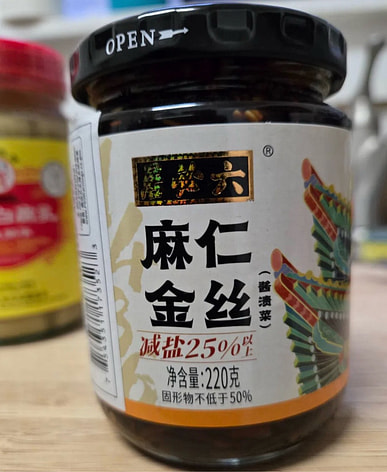 OPEN
六
®
麻仁
金丝
(酱渍菜)
减盐25%以上
净含量:220克
固形物不低于50%